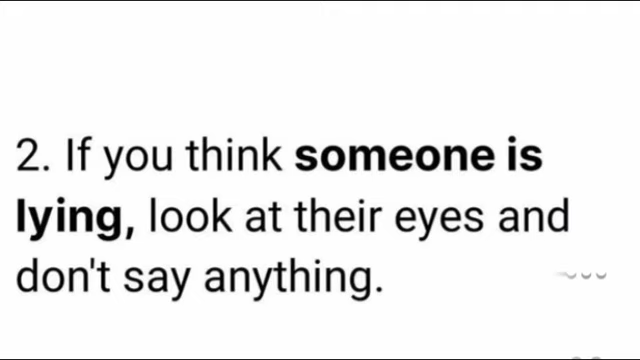 2. If you think someone is
lying, look at their eyes and
don't say anything.